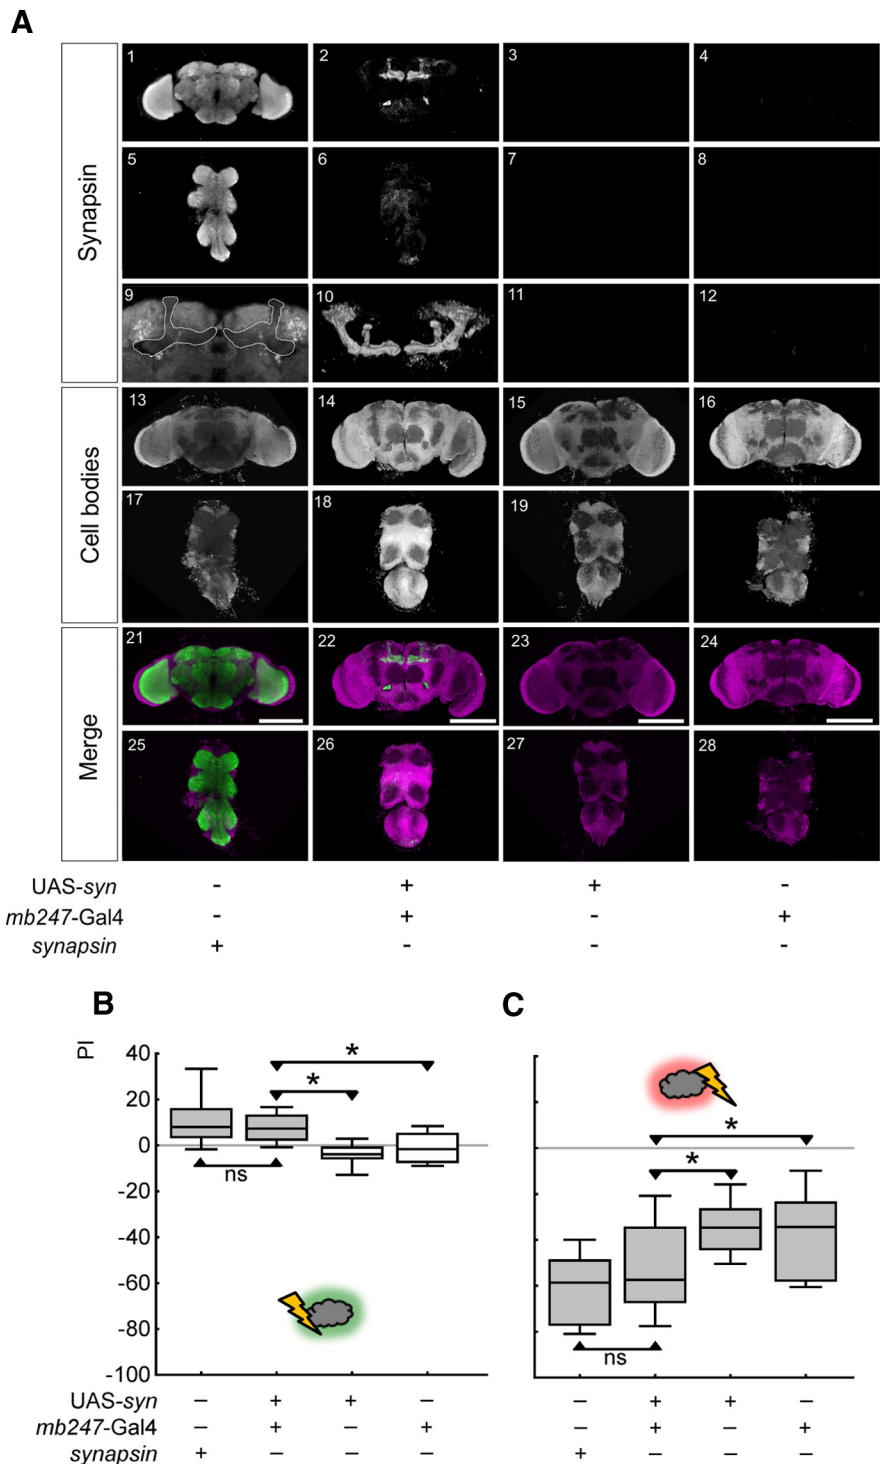 A
Synapsin
1 2 3 4
5 6 7 8
9 10 11 12
Cell bodies
13 14 15 16
17 18 19
Merge
21 22 23 24
25 26 27 28
UAS-syn - + + -
mb247-Gal4 - + - +
synapsin + - - -
B
PI
40
20
0
-20
-40
-60
-80
-100
*
*
ns
UAS-syn – + + –
mb247-Gal4 – + – +
synapsin + – – –
C
*
*
ns
– + + –
– + – +
+ – – –